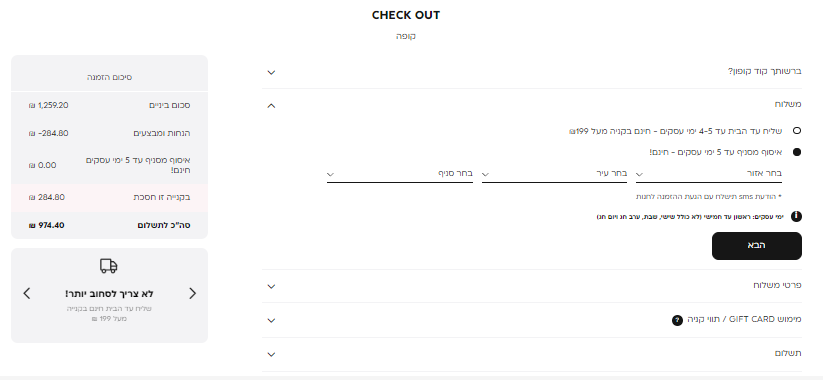 CHECK OUT
קופה
ברשותך קוד קופון?
משלוח
שליח עד הבית עד 4-5 ימי עסקים - חינם בקניה מעל 199₪
איסוף מסניף עד 5 ימי עסקים - חינם!
בחר אזור
בחר עיר
בחר סניף
* הודעת sms תישלח עם הגעת ההזמנה לחנות
ימי עסקים: ראשון עד חמישי (לא כולל שישי, שבת, ערב חג ויום חג)
הבא
פרטי משלוח
מימוש GIFT CARD / תווי קניה ?
תשלום
סיכום הזמנה
סכום ביניים 1,259.20 ₪
הנחות ומבצעים -284.80 ₪
איסוף מסניף עד 5 ימי עסקים - חינם! 0.00 ₪
בקנייה זו חסכת 284.80 ₪
סה"כ לתשלום 974.40 ₪
לא צריך לסחוב יותר!
שליח עד הבית חינם בקנייה
מעל 199 ₪